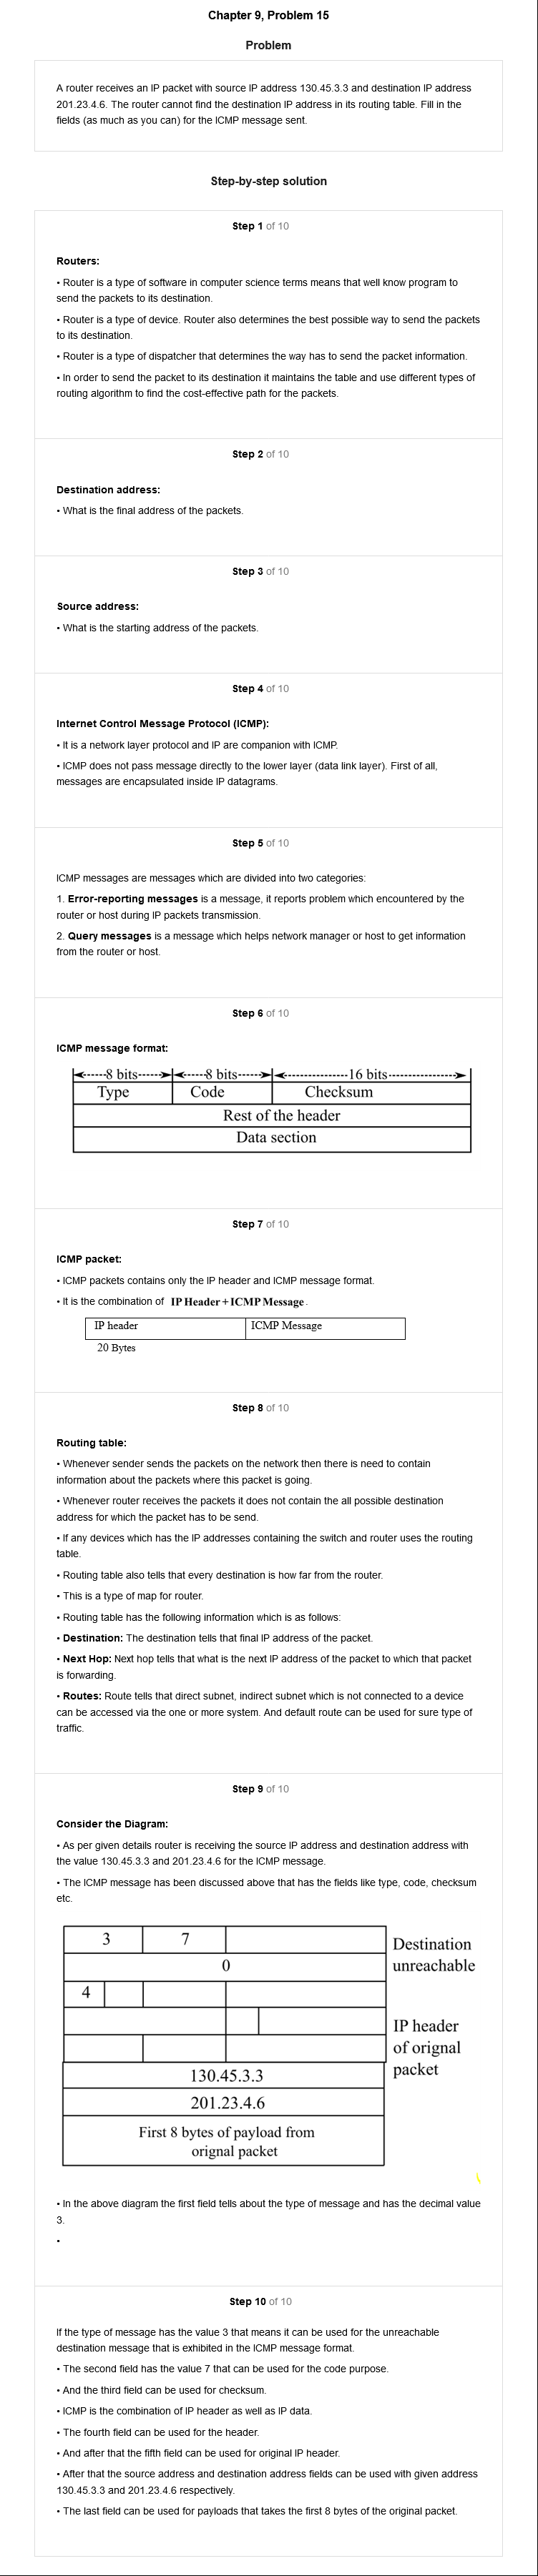 Chapter 9, Problem 15
Problem
A router receives an IP packet with source IP address 130.45.3.3 and destination IP address
201.23.4.6. The router cannot find the destination IP address in its routing table. Fill in the
fields (as much as you can) for the ICMP message sent.
Step-by-step solution
Step 1 of 10
Routers:
• Router is a type of software in computer science terms means that well know program to
send the packets to its destination.
• Router is a type of device. Router also determines the best possible way to send the packets
to its destination.
• Router is a type of dispatcher that determines the way has to send the packet information.
• In order to send the packet to its destination it maintains the table and use different types of
routing algorithm to find the cost-effective path for the packets.
Step 2 of 10
Destination address:
• What is the final address of the packets.
Step 3 of 10
Source address:
• What is the starting address of the packets.
Step 4 of 10
Internet Control Message Protocol (ICMP):
• It is a network layer protocol and IP are companion with ICMP.
• ICMP does not pass message directly to the lower layer (data link layer). First of all,
messages are encapsulated inside IP datagrams.
Step 5 of 10
ICMP messages are messages which are divided into two categories:
1. Error-reporting messages is a message, it reports problem which encountered by the
router or host during IP packets transmission.
2. Query messages is a message which helps network manager or host to get information
from the router or host.
Step 6 of 10
ICMP message format:
8 bits 8 bits 16 bits
Type Code Checksum
Rest of the header
Data section
Step 7 of 10
ICMP packet:
• ICMP packets contains only the IP header and ICMP message format.
• It is the combination of IP Header + ICMP Message.
IP header ICMP Message
20 Bytes
Step 8 of 10
Routing table:
• Whenever sender sends the packets on the network then there is need to contain
information about the packets where this packet is going.
• Whenever router receives the packets it does not contain the all possible destination
address for which the packet has to be send.
• If any devices which has the IP addresses containing the switch and router uses the routing
table.
• Routing table also tells that every destination is how far from the router.
• This is a type of map for router.
• Routing table has the following information which is as follows:
• Destination: The destination tells that final IP address of the packet.
• Next Hop: Next hop tells that what is the next IP address of the packet to which that packet
is forwarding.
• Routes: Route tells that direct subnet, indirect subnet which is not connected to a device
can be accessed via the one or more system. And default route can be used for sure type of
traffic.
Step 9 of 10
Consider the Diagram:
• As per given details router is receiving the source IP address and destination address with
the value 130.45.3.3 and 201.23.4.6 for the ICMP message.
• The ICMP message has been discussed above that has the fields like type, code, checksum
etc.
3 7
Destination
unreachable
0
4
IP header
of orignal
packet
130.45.3.3
201.23.4.6
First 8 bytes of payload from
orignal packet
• In the above diagram the first field tells about the type of message and has the decimal value
3.
•
Step 10 of 10
If the type of message has the value 3 that means it can be used for the unreachable
destination message that is exhibited in the ICMP message format.
• The second field has the value 7 that can be used for the code purpose.
• And the third field can be used for checksum.
• ICMP is the combination of IP header as well as IP data.
• The fourth field can be used for the header.
• And after that the fifth field can be used for original IP header.
• After that the source address and destination address fields can be used with given address
130.45.3.3 and 201.23.4.6 respectively.
• The last field can be used for payloads that takes the first 8 bytes of the original packet.